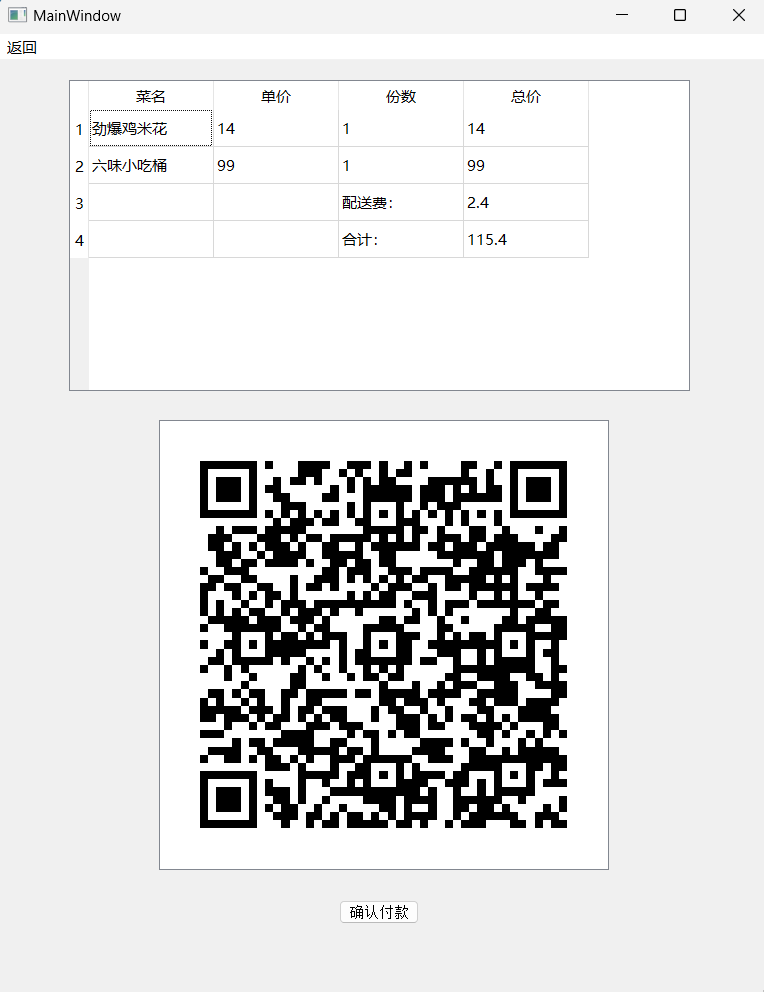 MainWindow
返回
菜名 单价 份数 总价
1 劲爆鸡米花 14 1 14
2 六味小吃桶 99 1 99
3 配送费： 2.4
4 合计： 115.4
确认付款